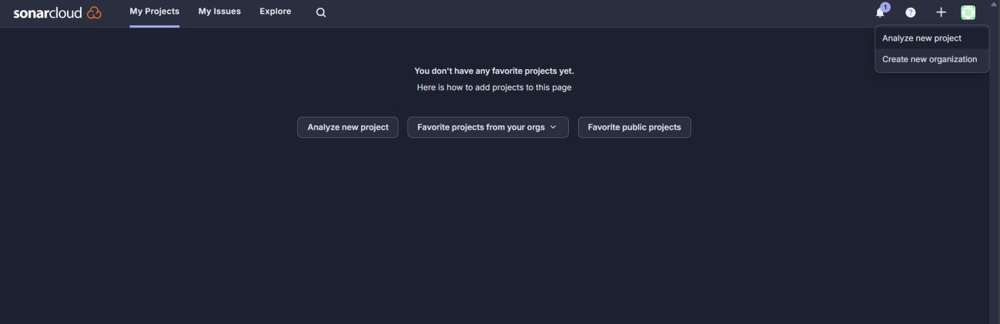 sonarcloud My Projects My Issues Explore 1 ?
Analyze new project
Create new organization
You don't have any favorite projects yet.
Here is how to add projects to this page
Analyze new project Favorite projects from your orgs Favorite public projects